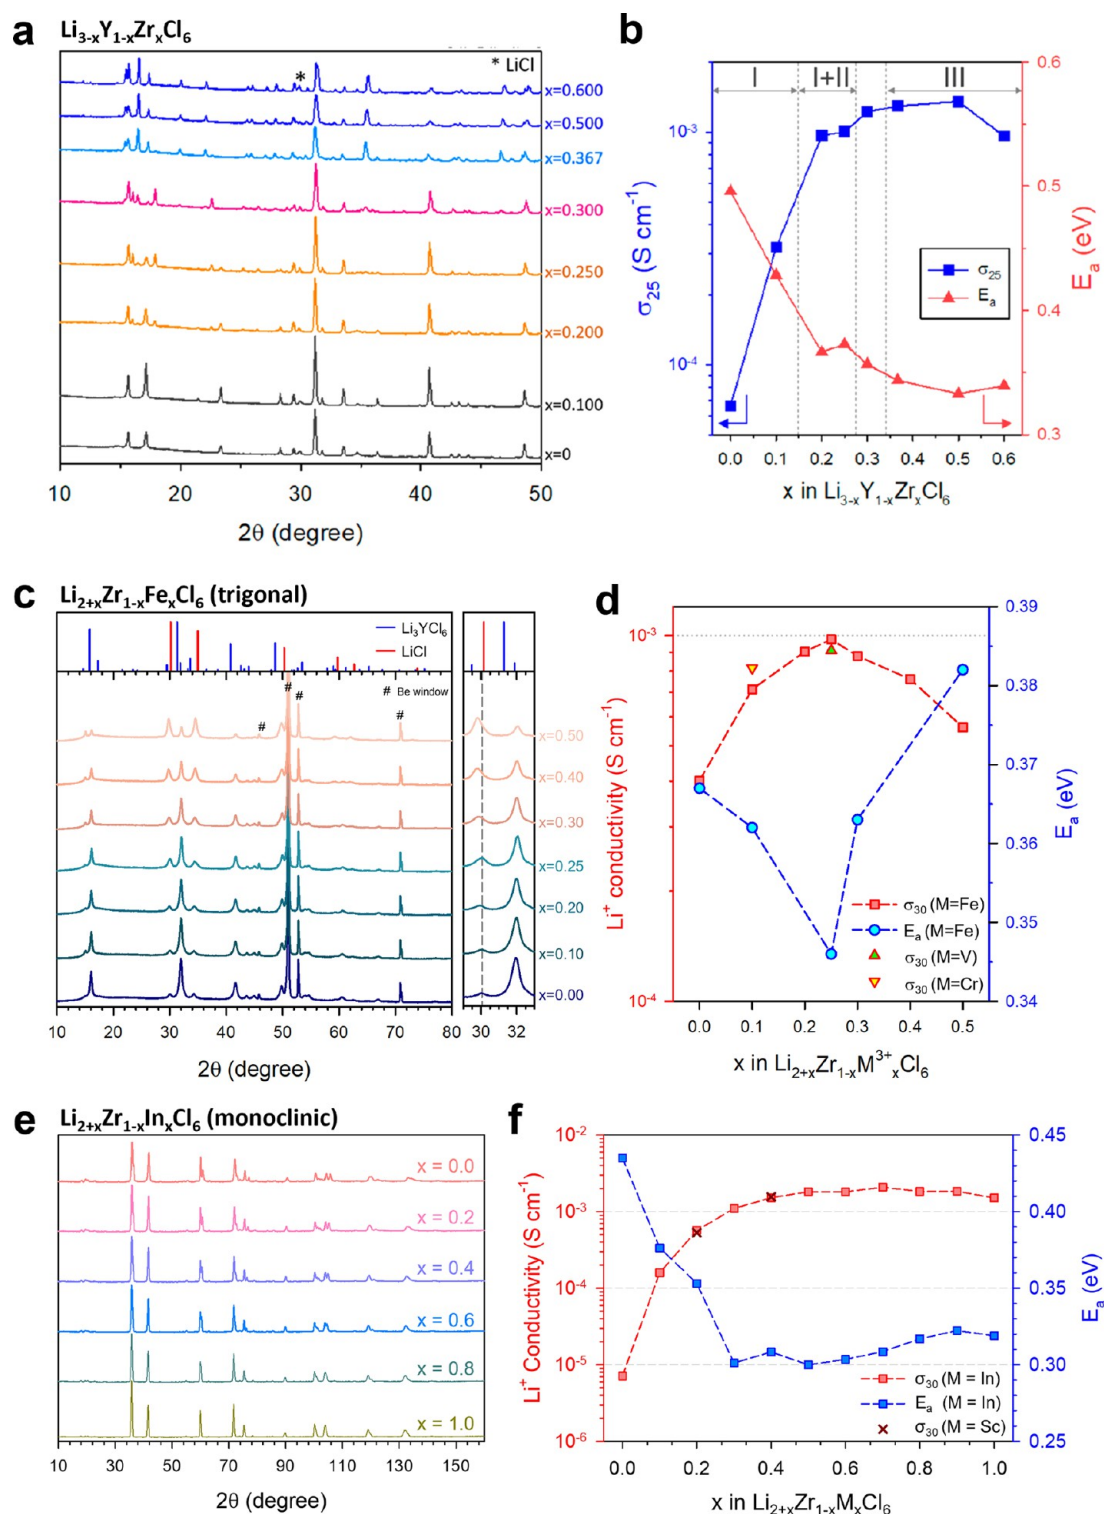 a
Li3-xY1-xZrxCl6
* LiCl
*
x=0.600
x=0.500
x=0.367
x=0.300
x=0.250
x=0.200
x=0.100
x=0
10 20 30 40 50
2θ (degree)
b
I I+II III
10-3
10-4
σ25 (S cm-1)
0.6
0.5
0.4
0.3
Ea (eV)
σ25
Ea
0.0 0.1 0.2 0.3 0.4 0.5 0.6
x in Li3-xY1-xZrxCl6
c
Li2+xZr1-xFexCl6 (trigonal)
Li3YCl6
LiCl
# Be window
# # # #
x=0.50
x=0.40
x=0.30
x=0.25
x=0.20
x=0.10
x=0.00
10 20 30 40 50 60 70 80
30 32
2θ (degree)
d
10-3
10-4
Li+ conductivity (S cm-1)
0.39
0.38
0.37
0.36
0.35
0.34
Ea (eV)
σ30 (M=Fe)
Ea (M=Fe)
σ30 (M=V)
σ30 (M=Cr)
0.0 0.1 0.2 0.3 0.4 0.5
x in Li2+xZr1-xM3+xCl6
e
Li2+xZr1-xInxCl6 (monoclinic)
x = 0.0
x = 0.2
x = 0.4
x = 0.6
x = 0.8
x = 1.0
10 30 50 70 90 110 130 150
2θ (degree)
f
10-2
10-3
10-4
10-5
10-6
Li+ Conductivity (S cm-1)
0.45
0.40
0.35
0.30
0.25
Ea (eV)
σ30 (M = In)
Ea (M = In)
σ30 (M = Sc)
0.0 0.2 0.4 0.6 0.8 1.0
x in Li2+xZr1-xMxCl6